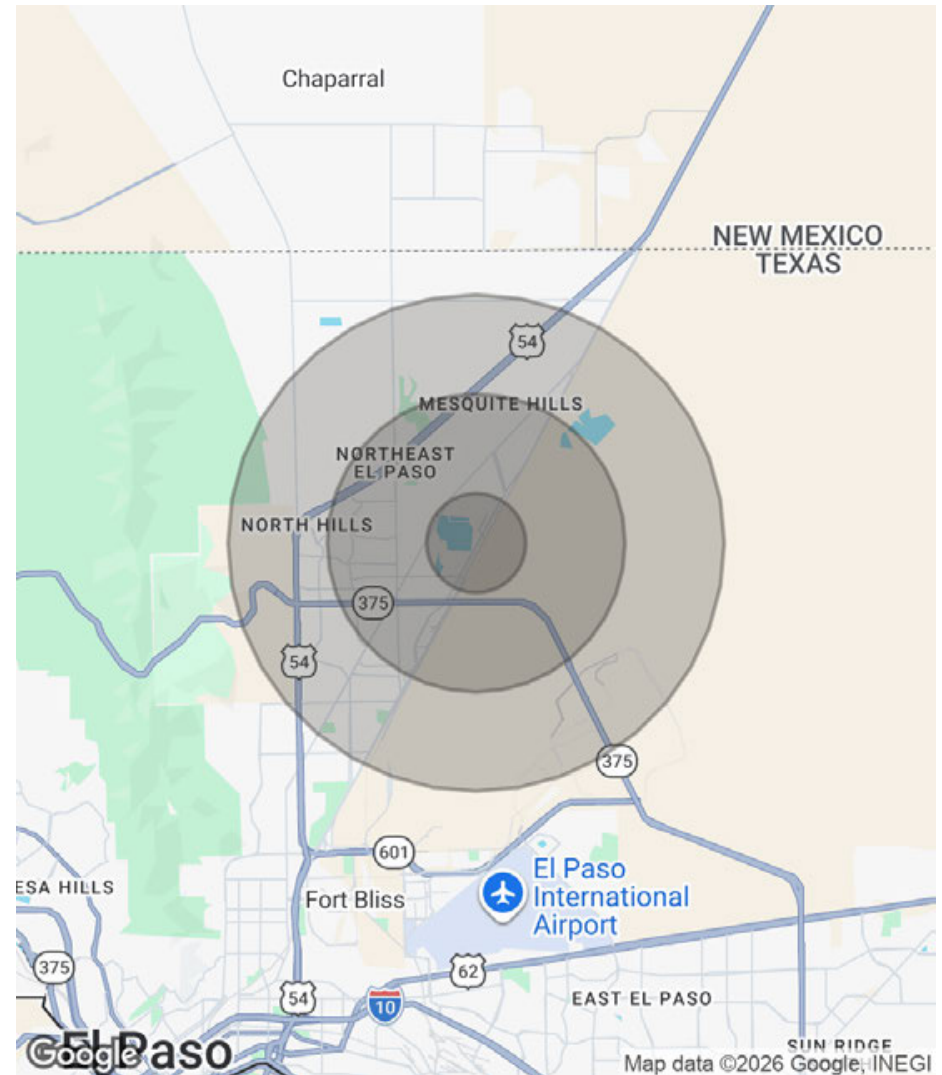 Chaparral
NEW MEXICO
TEXAS
54
MESQUITE HILLS
NORTHEAST
EL PASO
NORTH HILLS
375
54
375
601
ESA HILLS
Fort Bliss
El Paso
International
Airport
375
62
54
10
EAST EL PASO
El Paso
Google
SUN RIDGE
Map data ©2026 Google, INEGI